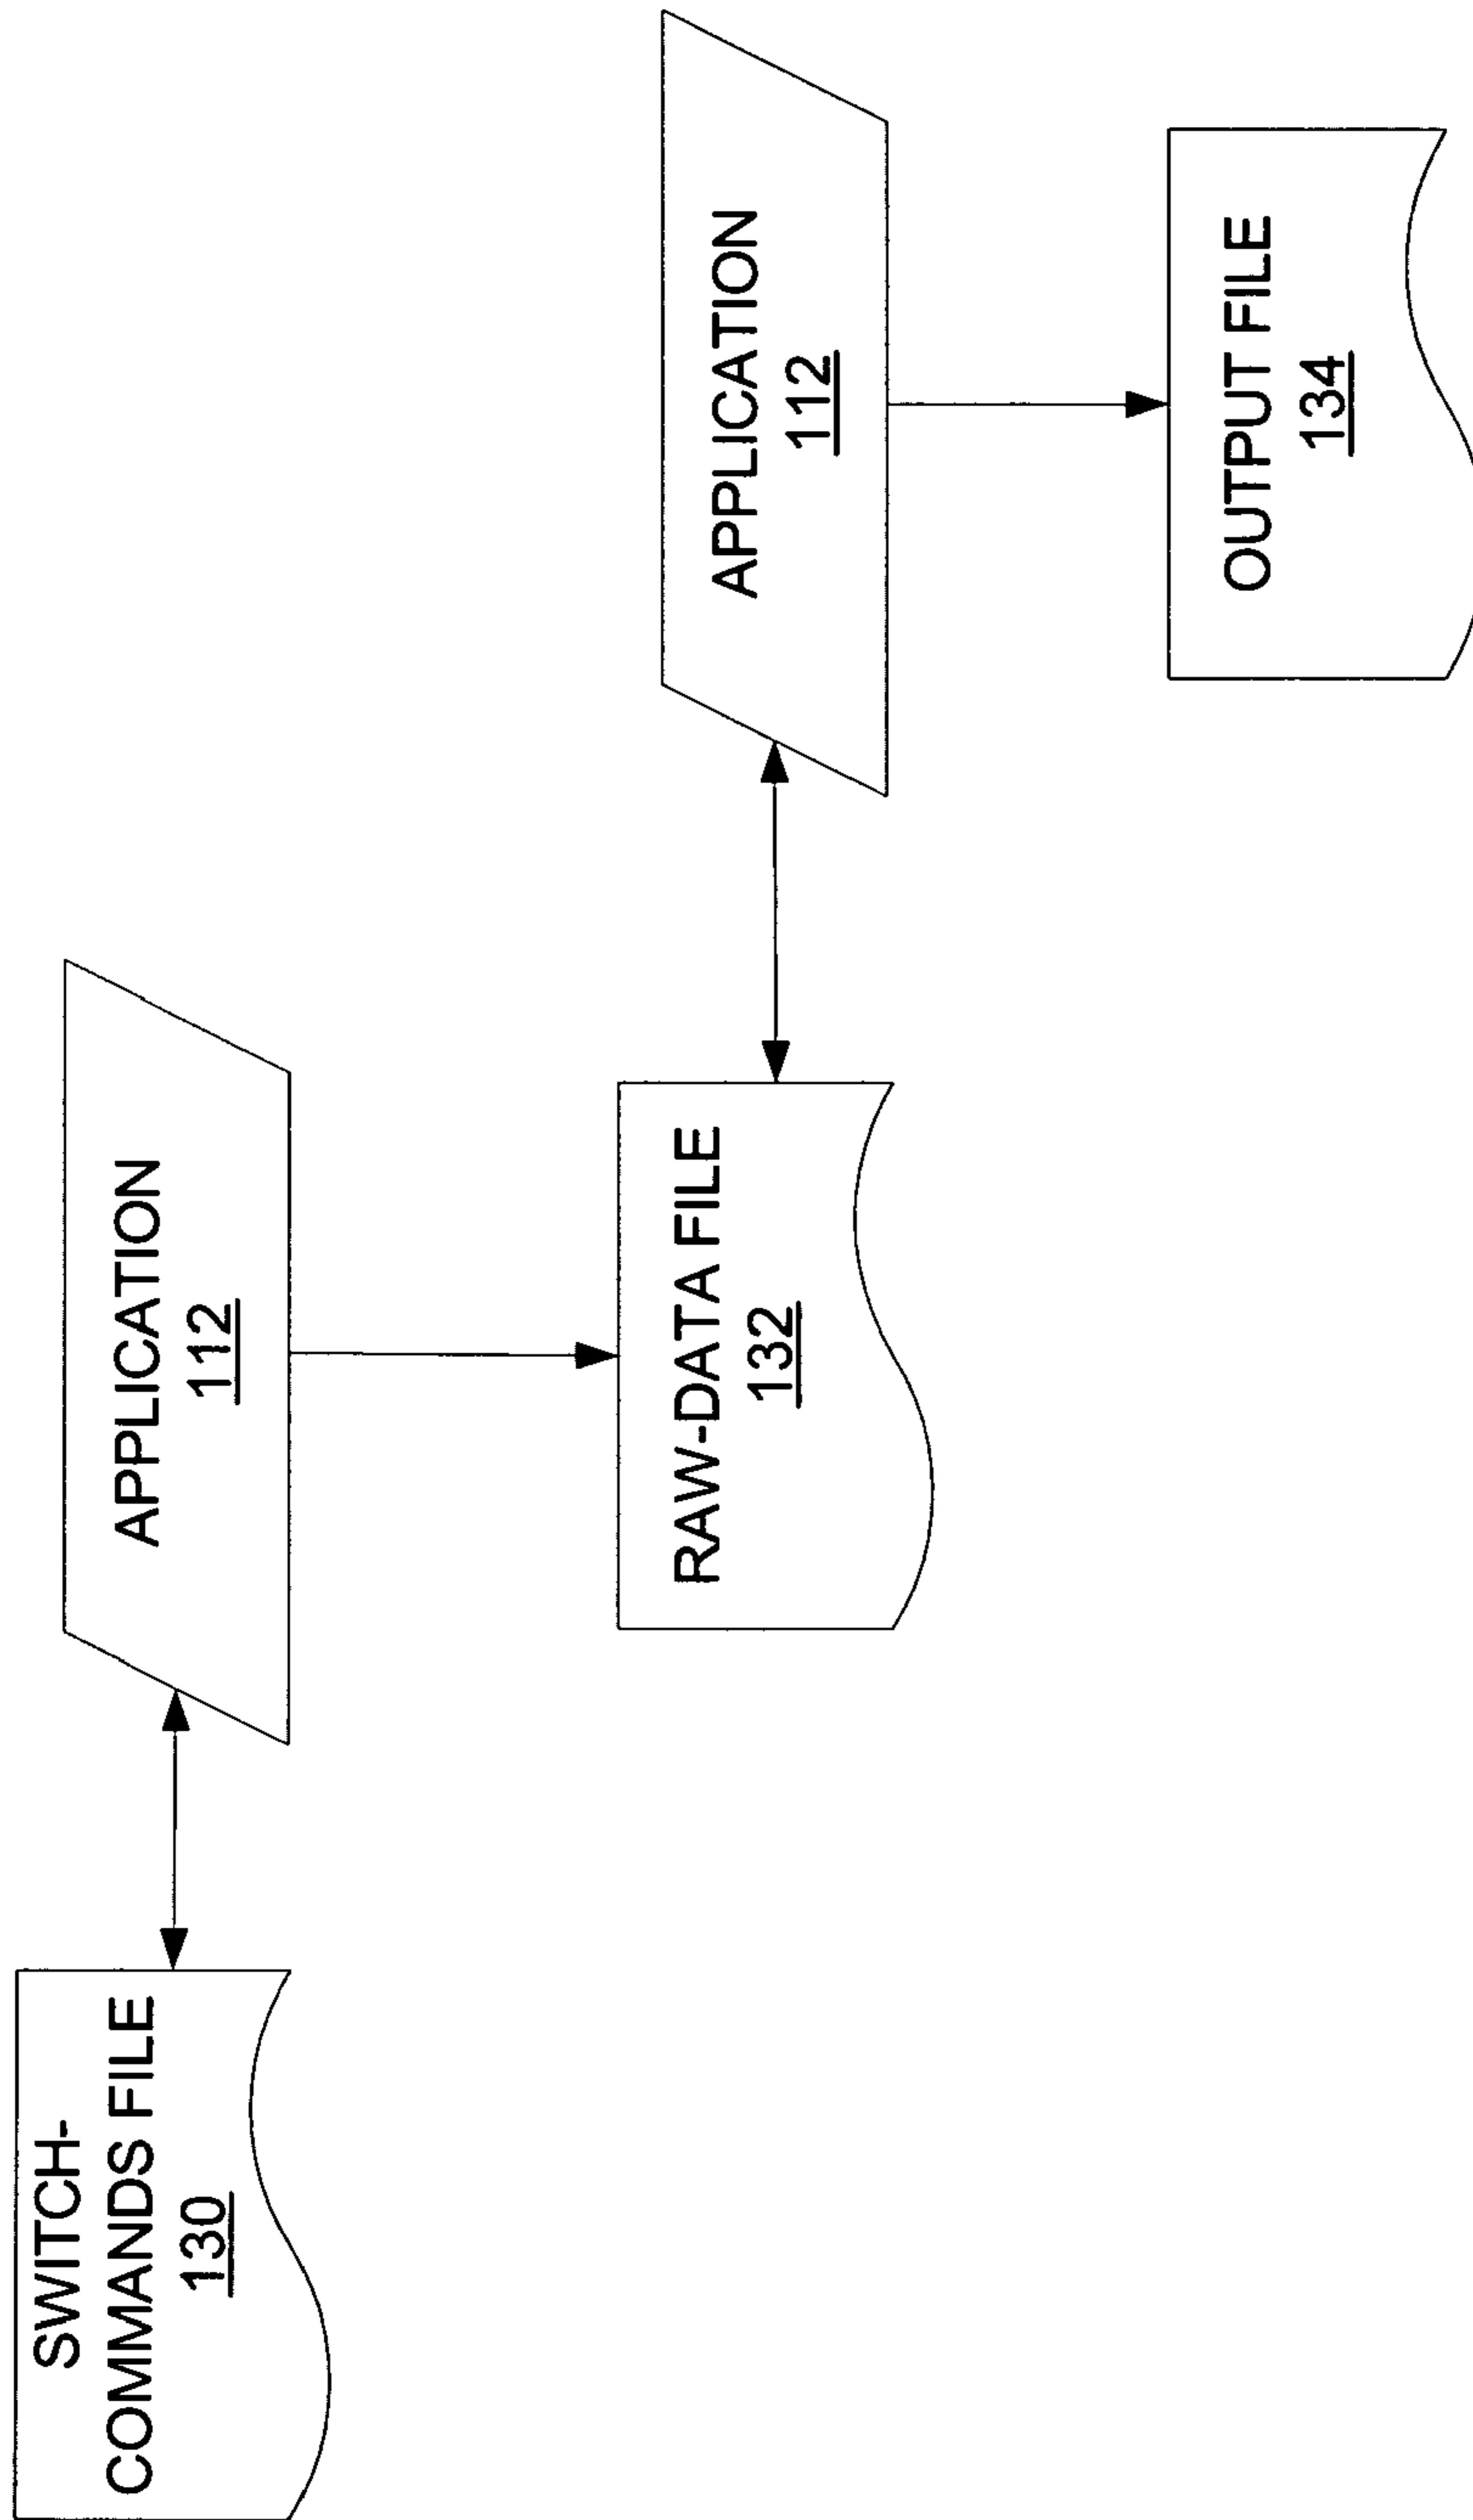 SWITCH-
COMMANDS FILE
130
APPLICATION
112
RAW-DATA FILE
132
APPLICATION
112
OUTPUT FILE
134